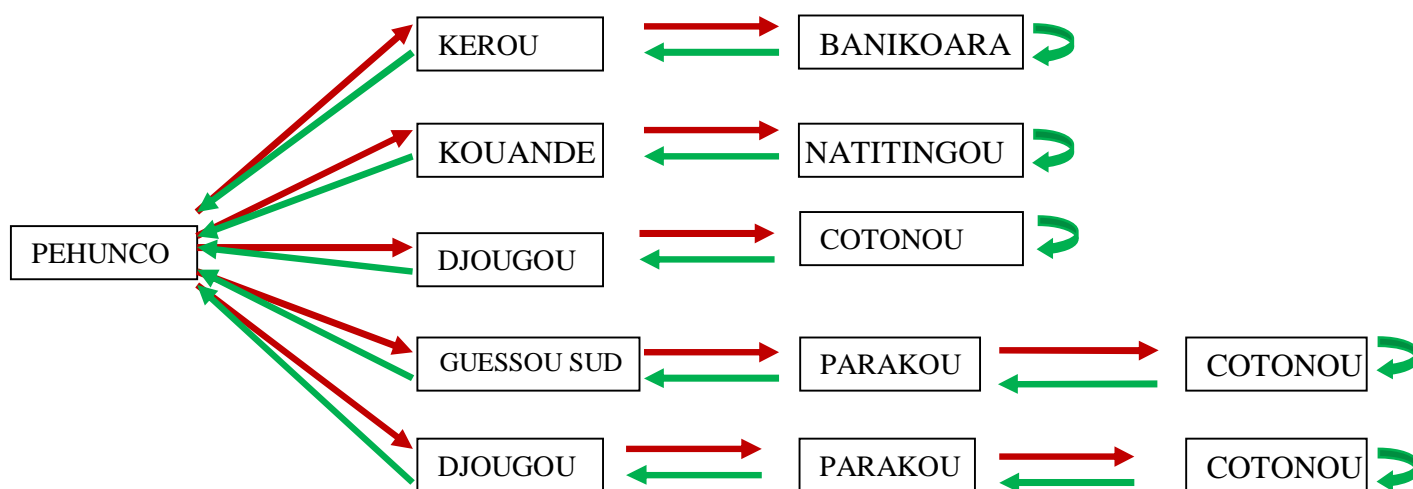 KEROU
BANIKOARA
KOUANDE
NATITINGOU
PEHUNCO
DJOUGOU
COTONOU
GUESSOU SUD
PARAKOU
COTONOU
DJOUGOU
PARAKOU
COTONOU